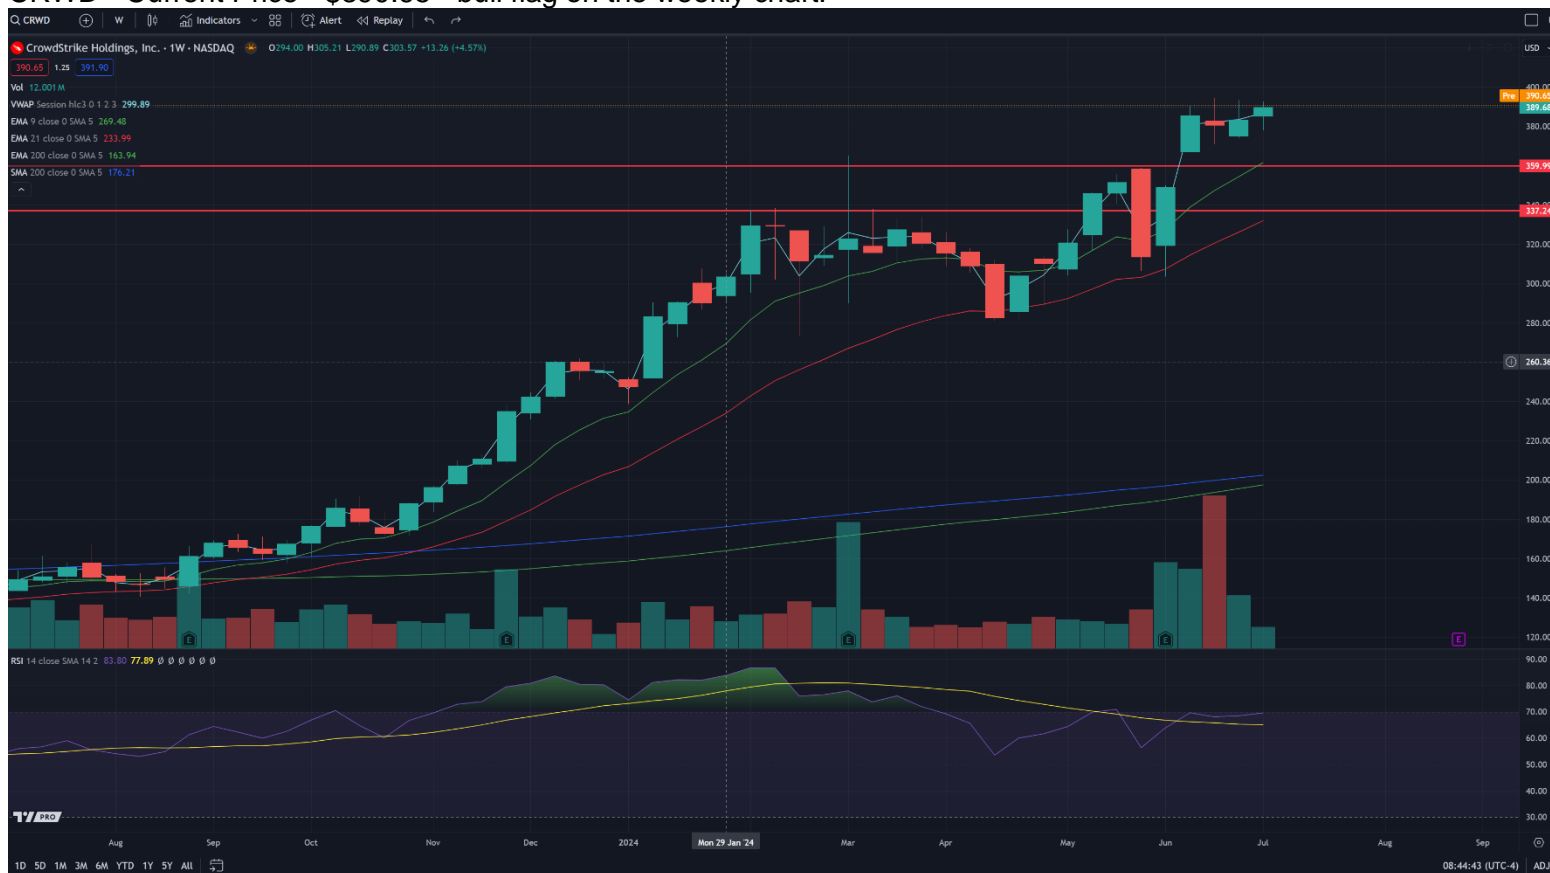 CRWD W Indicators Alert Replay
CrowdStrike Holdings, Inc. · 1W · NASDAQ O294.00 H305.21 L290.89 C303.57 +13.26 (+4.57%) USD
390.65 1.25 391.90
Vol 12.001M
VWAP Session hlc3 0 1 2 3 299.89
EMA 9 close 0 SMA 5 269.48
EMA 21 close 0 SMA 5 233.99
EMA 200 close 0 SMA 5 163.94
SMA 200 close 0 SMA 5 176.21
400.00
Pre 390.65
389.68
380.00
359.99
340.00
337.24
320.00
300.00
280.00
260.36
240.00
220.00
200.00
180.00
160.00
140.00
120.00
E E E E E
RSI 14 close SMA 14 2 83.80 77.89 Ø Ø Ø Ø Ø Ø
90.00
80.00
70.00
60.00
50.00
40.00
30.00
PRO
Aug Sep Oct Nov Dec 2024 Mon 29 Jan '24 Mar Apr May Jun Jul Aug Sep
1D 5D 1M 3M 6M YTD 1Y 5Y All 08:44:43 (UTC-4) ADJ